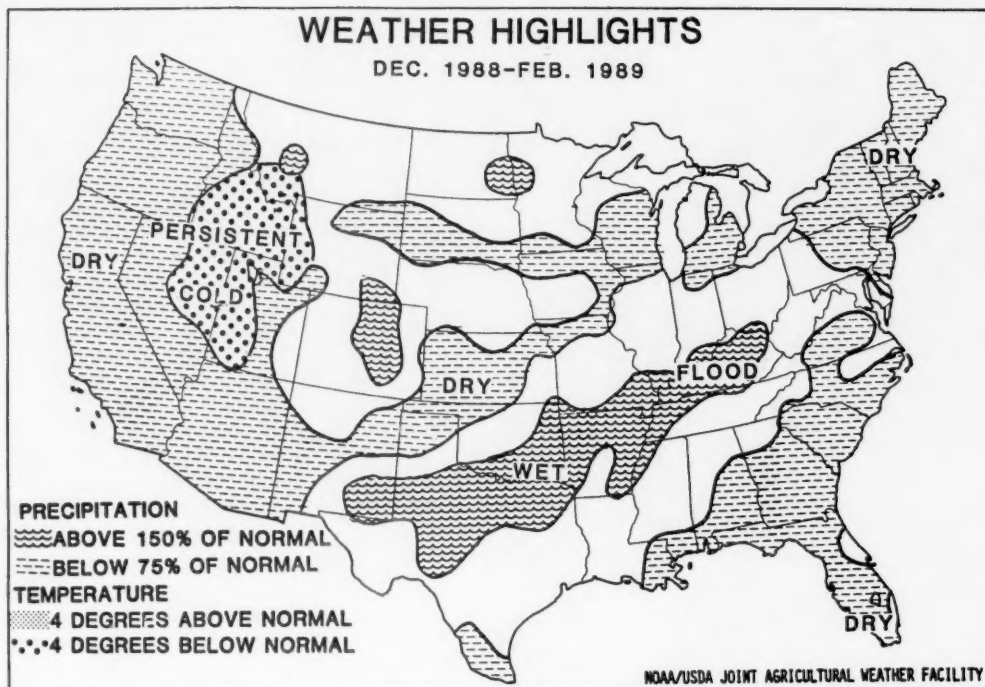 WEATHER HIGHLIGHTS
DEC. 1988-FEB. 1989
DRY
PERSISTENT
DRY
COLD
FLOOD
DRY
WET
PRECIPITATION
ABOVE 150% OF NORMAL
BELOW 75% OF NORMAL
TEMPERATURE
4 DEGREES ABOVE NORMAL
4 DEGREES BELOW NORMAL
DRY
NOAA/USDA JOINT AGRICULTURAL WEATHER FACILITY